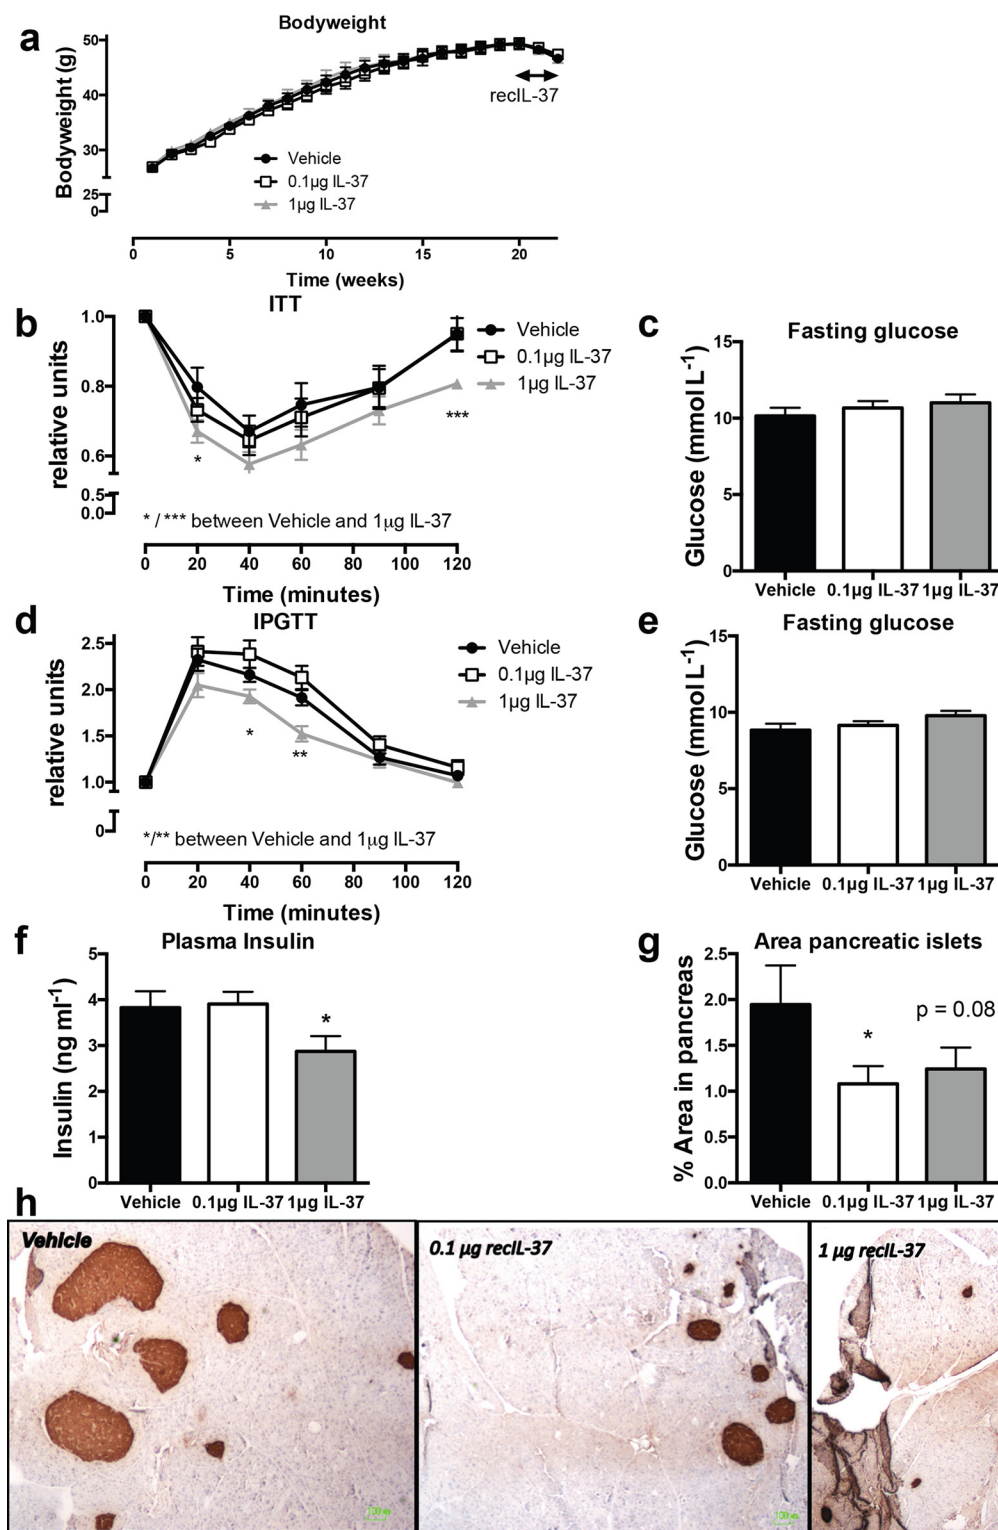 a
Bodyweight
Bodyweight (g)
50
40
30
25
0
recIL-37
Vehicle
0.1µg IL-37
1µg IL-37
0 5 10 15 20
Time (weeks)
b
ITT
relative units
1.0
0.8
0.6
0.5
0.0
Vehicle
0.1µg IL-37
1µg IL-37
*
***
* / *** between Vehicle and 1µg IL-37
0 20 40 60 80 100 120
Time (minutes)
c
Fasting glucose
Glucose (mmol L-1)
15
10
5
0
Vehicle 0.1µg IL-37 1µg IL-37
d
IPGTT
relative units
2.5
2.0
1.5
1.0
0
Vehicle
0.1µg IL-37
1µg IL-37
*
**
*/** between Vehicle and 1µg IL-37
0 20 40 60 80 100 120
Time (minutes)
e
Fasting glucose
Glucose (mmol L-1)
15
10
5
0
Vehicle 0.1µg IL-37 1µg IL-37
f
Plasma Insulin
Insulin (ng ml-1)
5
4
3
2
1
0
*
Vehicle 0.1µg IL-37 1µg IL-37
g
Area pancreatic islets
% Area in pancreas
2.5
2.0
1.5
1.0
0.5
0.0
*
p = 0.08
Vehicle 0.1µg IL-37 1µg IL-37
h
Vehicle
0.1 µg recIL-37
1 µg recIL-37